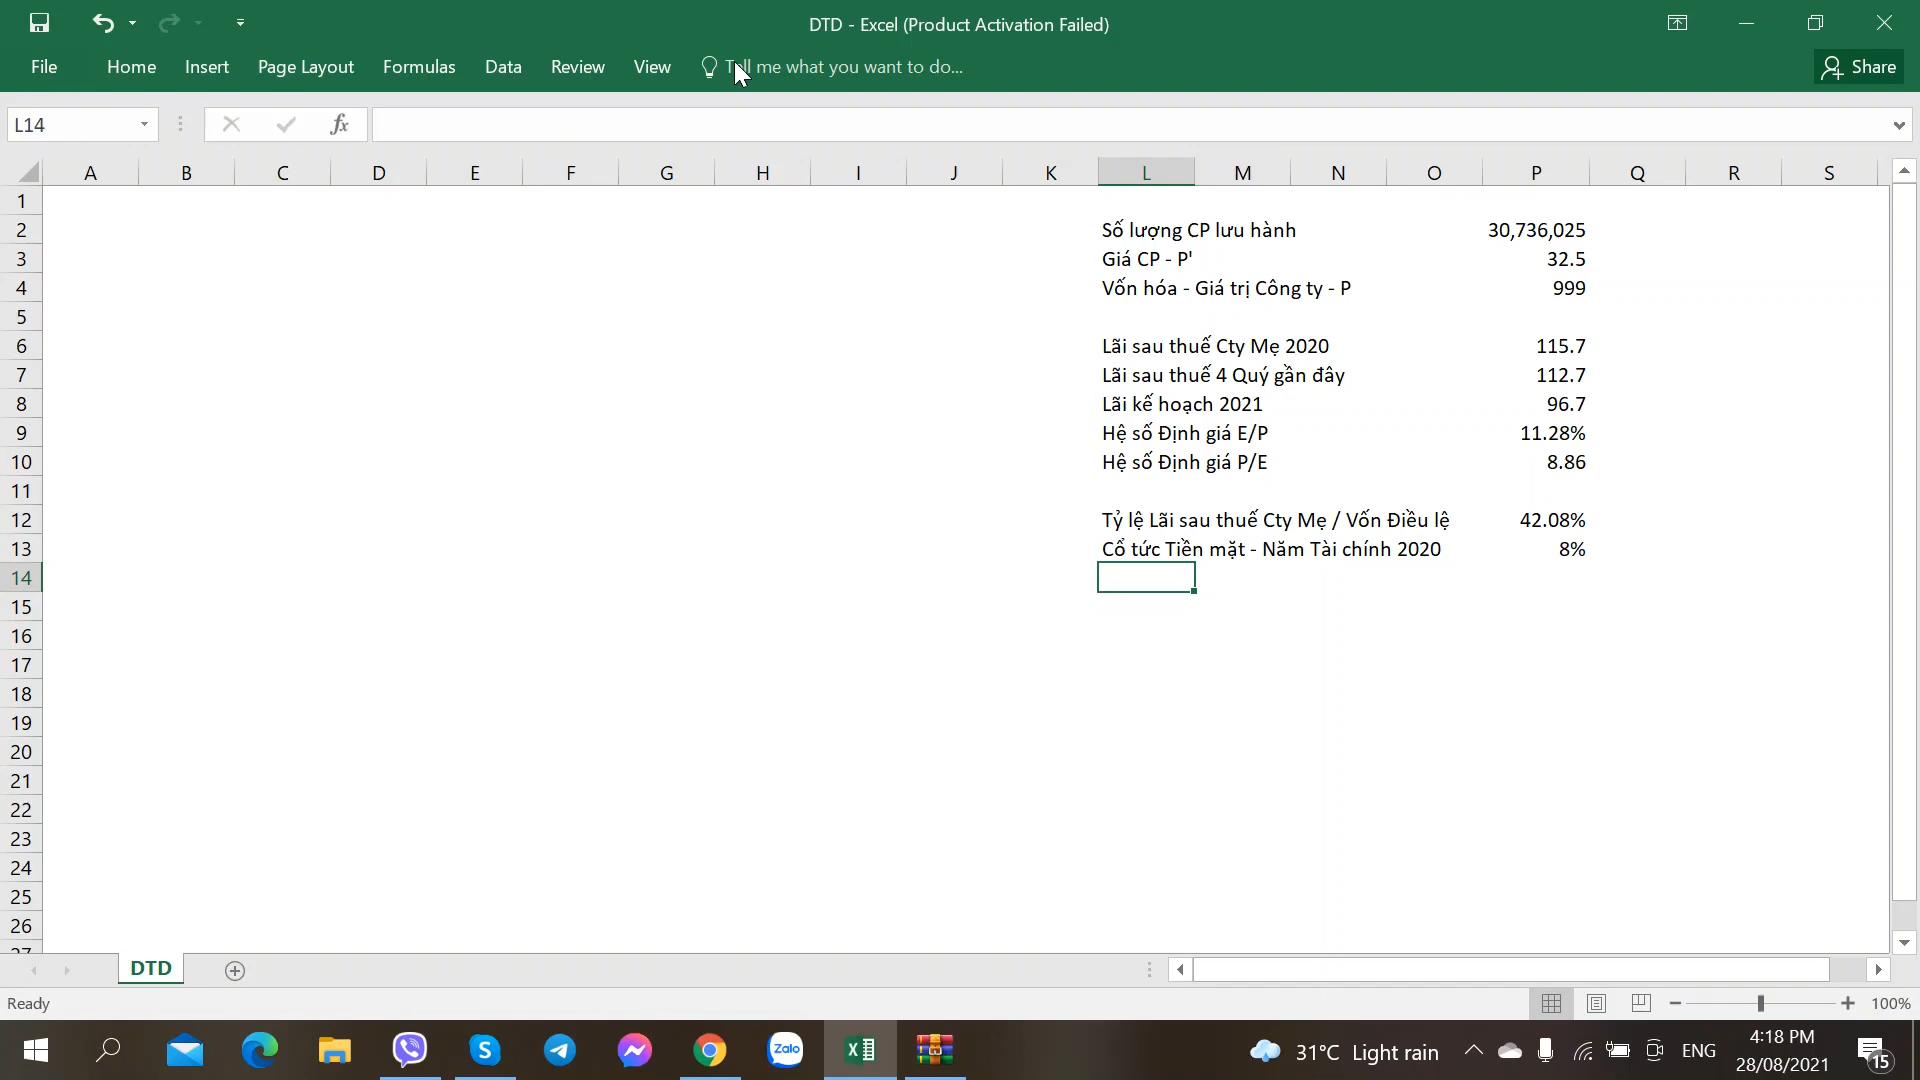 DTD - Excel (Product Activation Failed)
File Home Insert Page Layout Formulas Data Review View Tell me what you want to do... Share
L14 fx
A B C D E F G H I J K L M N O P Q R S
1
2 Số lượng CP lưu hành 30,736,025
3 Giá CP - P' 32.5
4 Vốn hóa - Giá trị Công ty - P 999
5
6 Lãi sau thuế Cty Mẹ 2020 115.7
7 Lãi sau thuế 4 Quý gần đây 112.7
8 Lãi kế hoạch 2021 96.7
9 Hệ số Định giá E/P 11.28%
10 Hệ số Định giá P/E 8.86
11
12 Tỷ lệ Lãi sau thuế Cty Mẹ / Vốn Điều lệ 42.08%
13 Cổ tức Tiền mặt - Năm Tài chính 2020 8%
14
15
16
17
18
19
20
21
22
23
24
25
26
27
DTD
Ready 100%
Zalo 31°C Light rain ENG 4:18 PM
28/08/2021 15